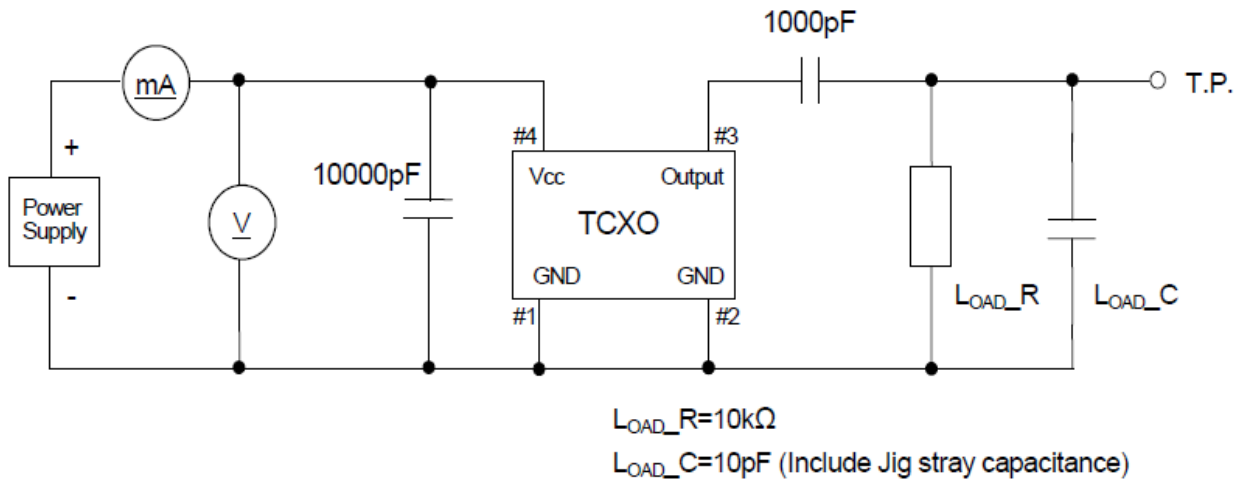 1000pF
mA
T.P.
+
#4
#3
10000pF
Vcc
Output
Power
Supply
V
TCXO
GND
GND
-
#1
#2
LOAD_R
LOAD_C
LOAD_R=10kΩ
LOAD_C=10pF (Include Jig stray capacitance)